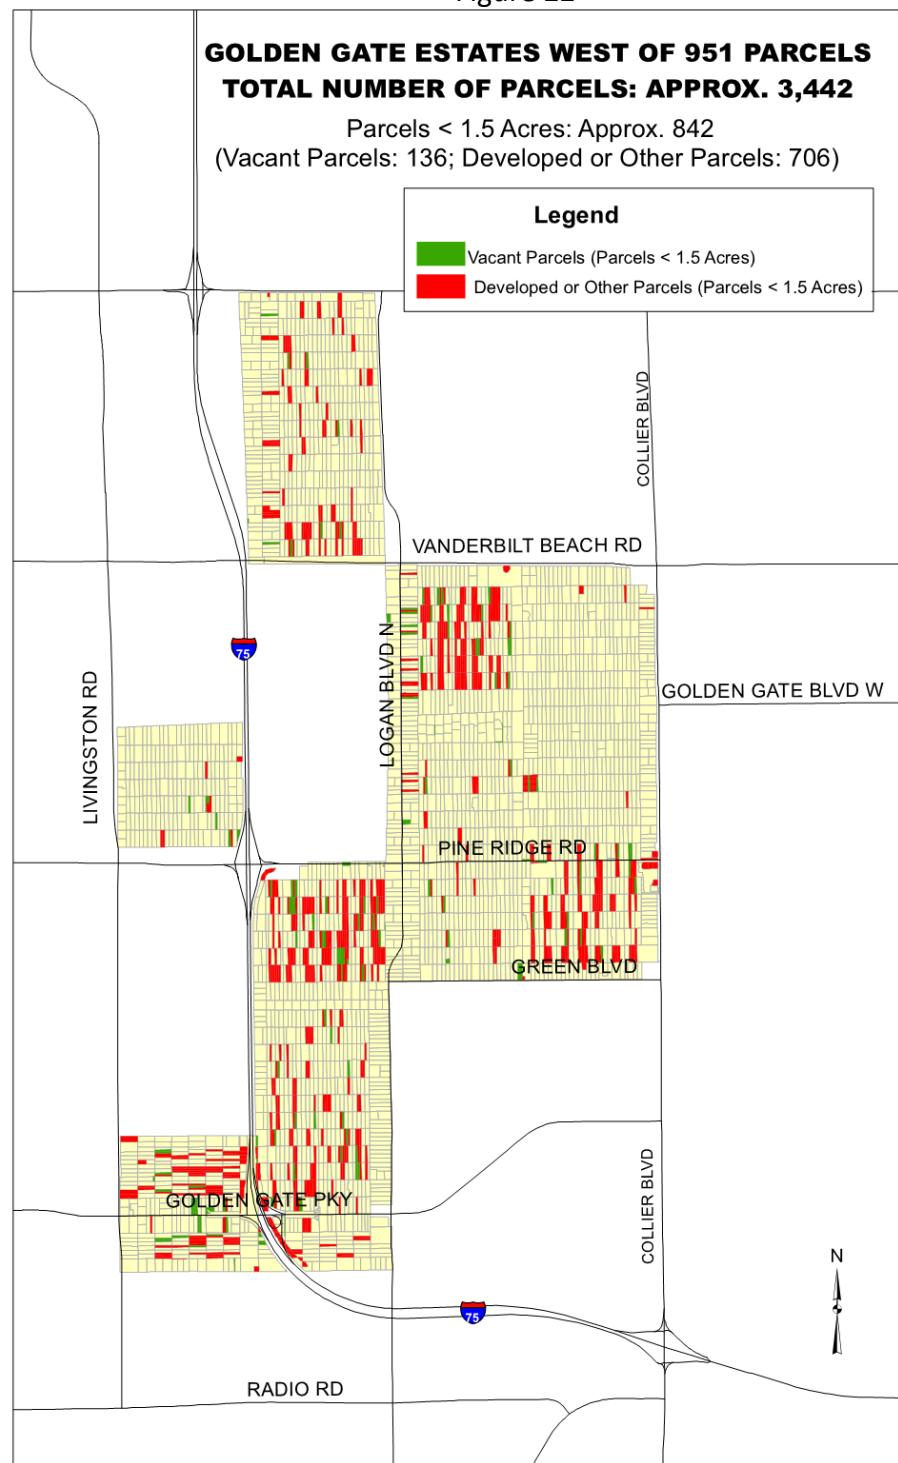 GOLDEN GATE ESTATES WEST OF 951 PARCELS
TOTAL NUMBER OF PARCELS: APPROX. 3,442
Parcels < 1.5 Acres: Approx. 842
(Vacant Parcels: 136; Developed or Other Parcels: 706)
Legend
Vacant Parcels (Parcels < 1.5 Acres)
Developed or Other Parcels (Parcels < 1.5 Acres)
COLLIER BLVD
VANDERBILT BEACH RD
75
LOGAN BLVD N
LIVINGSTON RD
GOLDEN GATE BLVD W
PINE RIDGE RD
GREEN BLVD
GOLDEN GATE PKY
COLLIER BLVD
N
75
RADIO RD